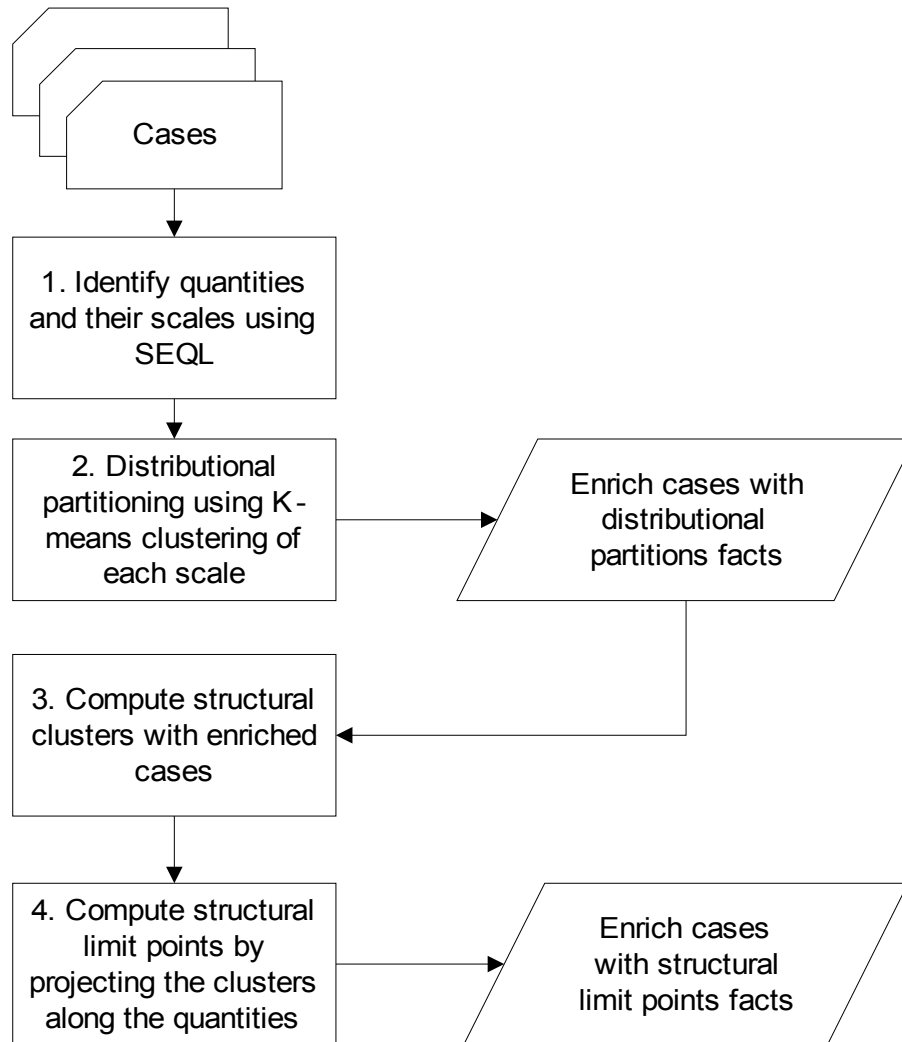 Cases
1. Identify quantities
and their scales using
SEQL
2. Distributional
partitioning using K-
means clustering of
each scale
Enrich cases with
distributional
partitions facts
3. Compute structural
clusters with enriched
cases
4. Compute structural
limit points by
projecting the clusters
along the quantities
Enrich cases
with structural
limit points facts